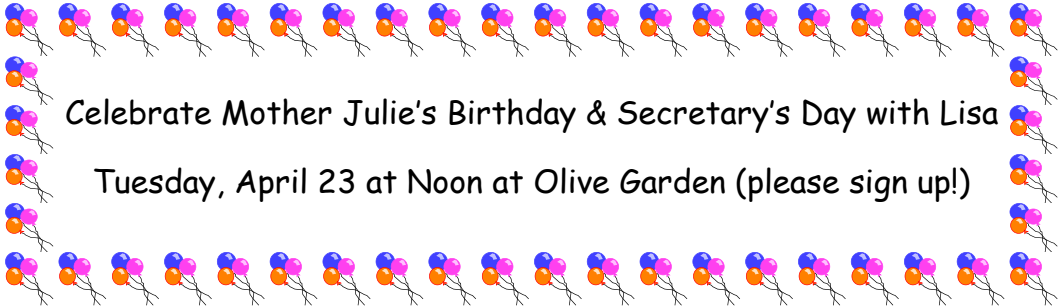 Celebrate Mother Julie's Birthday & Secretary's Day with Lisa
Tuesday, April 23 at Noon at Olive Garden (please sign up!)